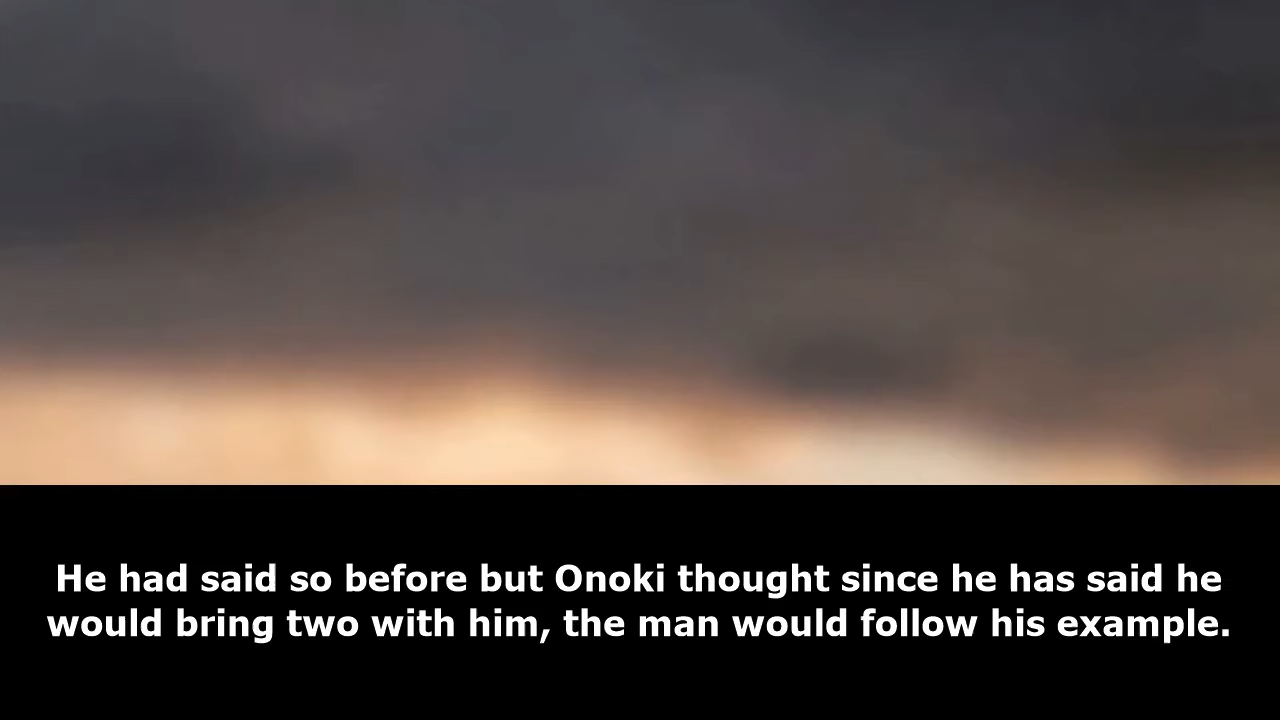 He had said so before but Onoki thought since he has said he
would bring two with him, the man would follow his example.